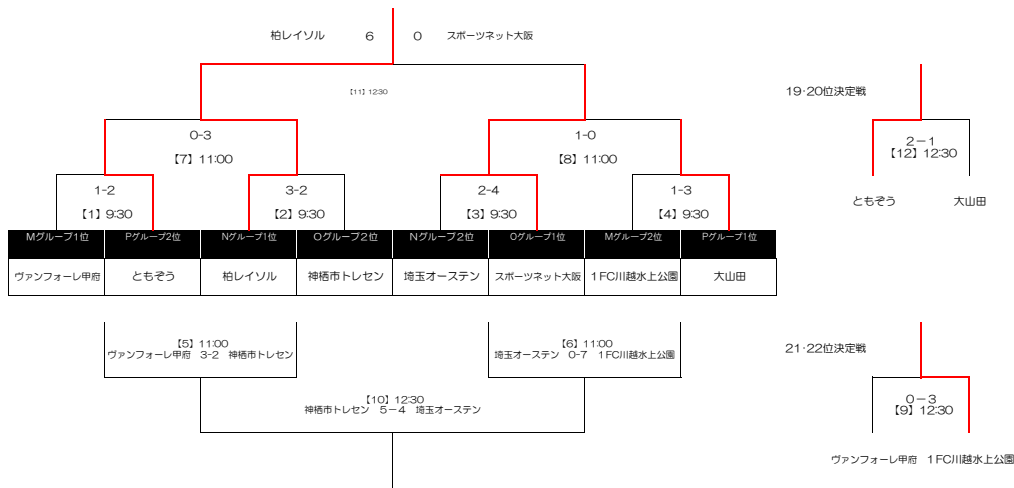 柏レイソル 6 0 スポーツネット大阪
【11】12:30
19・20位決定戦
0-3 1-0
【7】11:00 【8】11:00
2－1
【12】12:30
ともぞう 大山田
1-2 3-2 2-4 1-3
【1】9:30 【2】9:30 【3】9:30 【4】9:30
Mグループ1位 Pグループ2位 Nグループ1位 Oグループ2位 Nグループ2位 Oグループ1位 Mグループ2位 Pグループ1位
ヴァンフォーレ甲府 ともぞう 柏レイソル 神栖市トレセン 埼玉オーステン スポーツネット大阪 1FC川越水上公園 大山田
【5】11:00 【6】11:00
ヴァンフォーレ甲府 3-2 神栖市トレセン 埼玉オーステン 0-7 1FC川越水上公園
21・22位決定戦
【10】12:30
神栖市トレセン 5－4 埼玉オーステン
0－3
【9】12:30
ヴァンフォーレ甲府 1FC川越水上公園